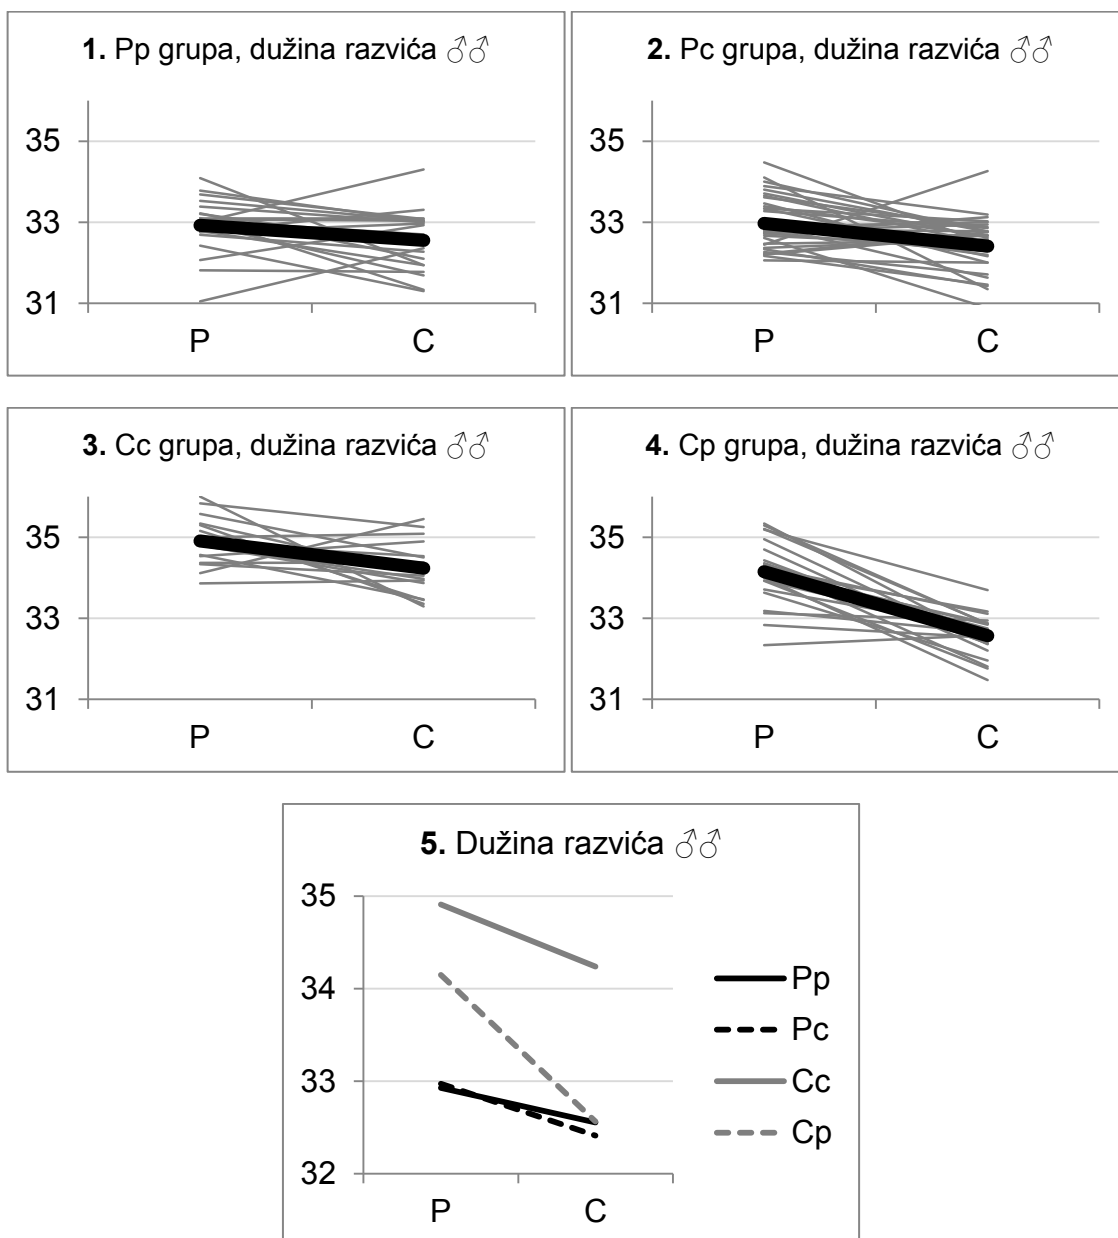 1. Pp grupa, dužina razvića ♂♂
35
33
31
P C
2. Pc grupa, dužina razvića ♂♂
35
33
31
P C
3. Cc grupa, dužina razvića ♂♂
35
33
31
P C
4. Cp grupa, dužina razvića ♂♂
35
33
31
P C
5. Dužina razvića ♂♂
35
34
33
32
P C
Pp
Pc
Cc
Cp